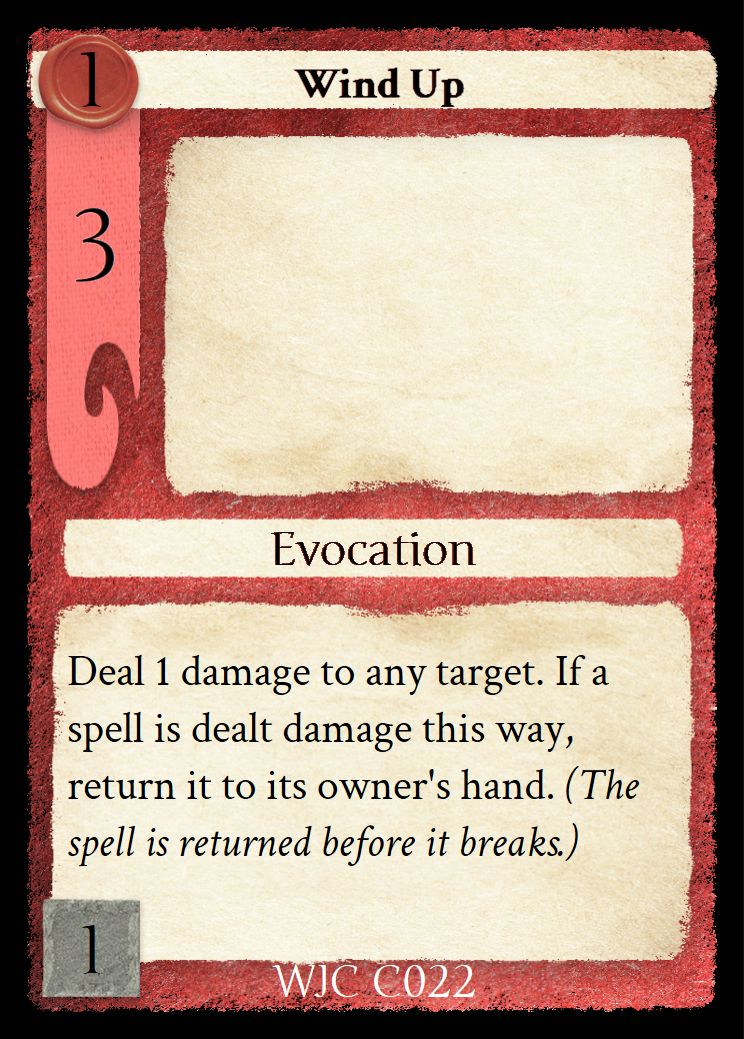 1
Wind Up
3
Evocation
Deal 1 damage to any target. If a
spell is dealt damage this way,
return it to its owner's hand. (The
spell is returned before it breaks.)
1
WJC C022